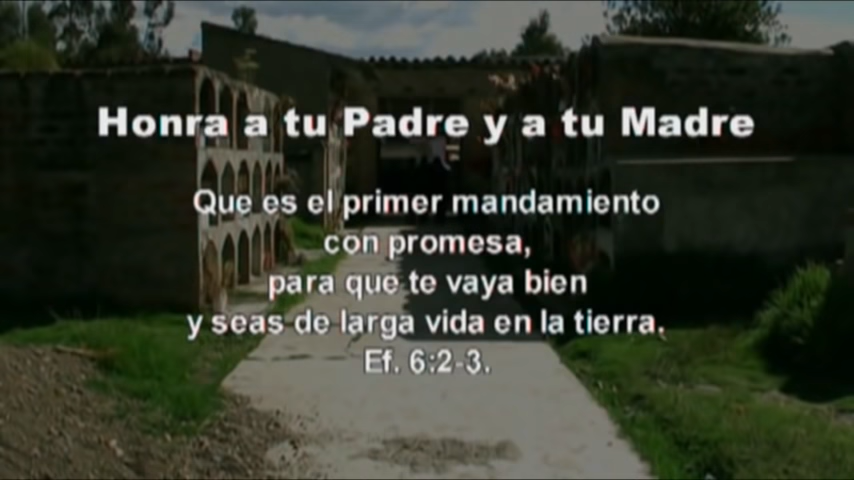 Honra a tu Padre y a tu Madre
Que es el primer mandamiento
con promesa,
para que te vaya bien
y seas de larga vida en la tierra.
Ef. 6:2-3.